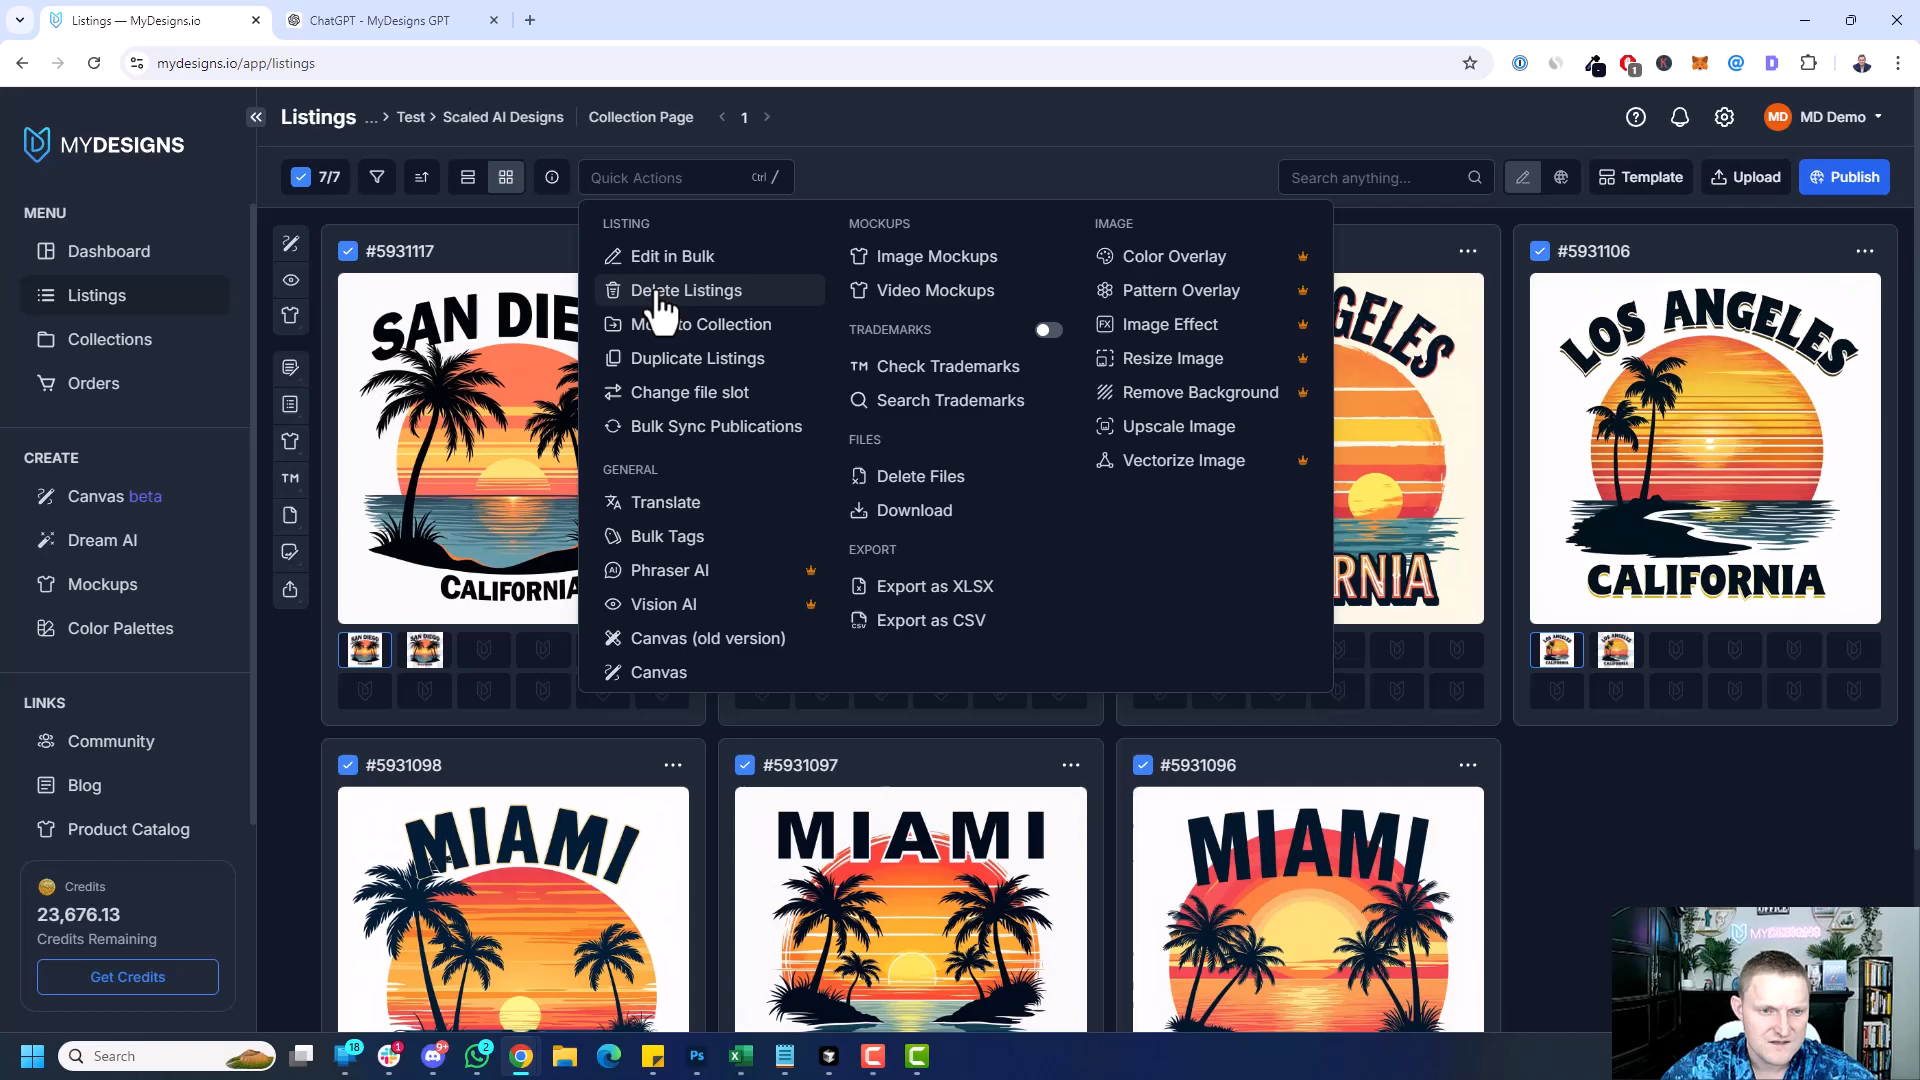 Listings — MyDesigns.io
ChatGPT - MyDesigns GPT
mydesigns.io/app/listings
MYDESIGNS
Listings ... > Test > Scaled AI Designs
Collection Page
1
MD
MD Demo
7/7
Quick Actions
Ctrl /
Search anything...
Template
Upload
Publish
MENU
Dashboard
Listings
Collections
Orders
CREATE
Canvas beta
Dream AI
Mockups
Color Palettes
LINKS
Community
Blog
Product Catalog
Credits
23,676.13
Credits Remaining
Get Credits
TM
LISTING
Edit in Bulk
Delete Listings
to Collection
Duplicate Listings
Change file slot
Bulk Sync Publications
GENERAL
Translate
Bulk Tags
Phraser AI
Vision AI
Canvas (old version)
Canvas
MOCKUPS
Image Mockups
Video Mockups
TRADEMARKS
TM Check Trademarks
Search Trademarks
FILES
Delete Files
Download
EXPORT
Export as XLSX
Export as CSV
IMAGE
Color Overlay
Pattern Overlay
Image Effect
Resize Image
Remove Background
Upscale Image
Vectorize Image
#5931117
SAN DIE
CALIFORNIA
GELES
RNIA
#5931106
LOS ANGELES
CALIFORNIA
#5931098
MIAMI
#5931097
MIAMI
#5931096
MIAMI
Search
18
1
9+
2
Ps